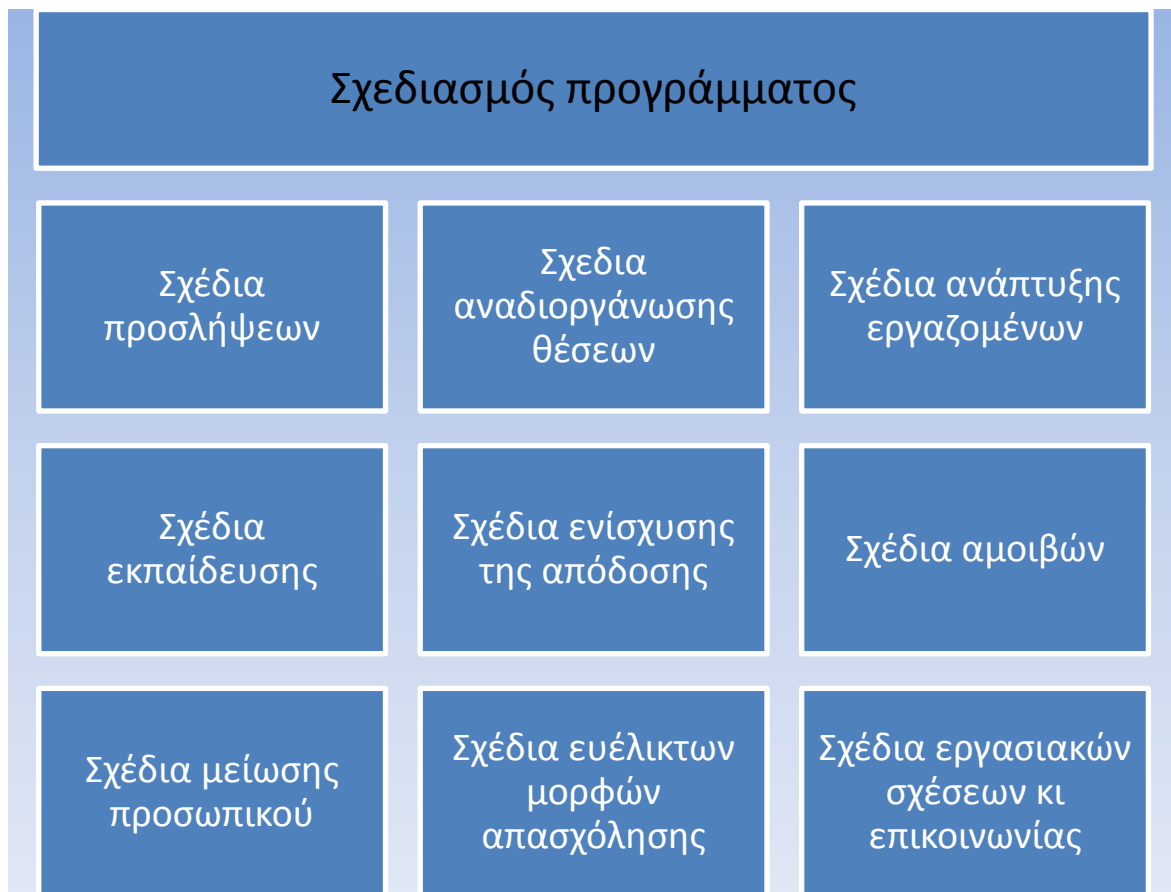 Σχεδιασμός προγράμματος
Σχέδια
προσλήψεων
Σχεδια
αναδιοργάνωσης
θέσεων
Σχέδια ανάπτυξης
εργαζομένων
Σχέδια
εκπαίδευσης
Σχέδια ενίσχυσης
της απόδοσης
Σχέδια αμοιβών
Σχέδια μείωσης
προσωπικού
Σχέδια ευέλικτων
μορφών
απασχόλησης
Σχέδια εργασιακών
σχέσεων κι
επικοινωνίας